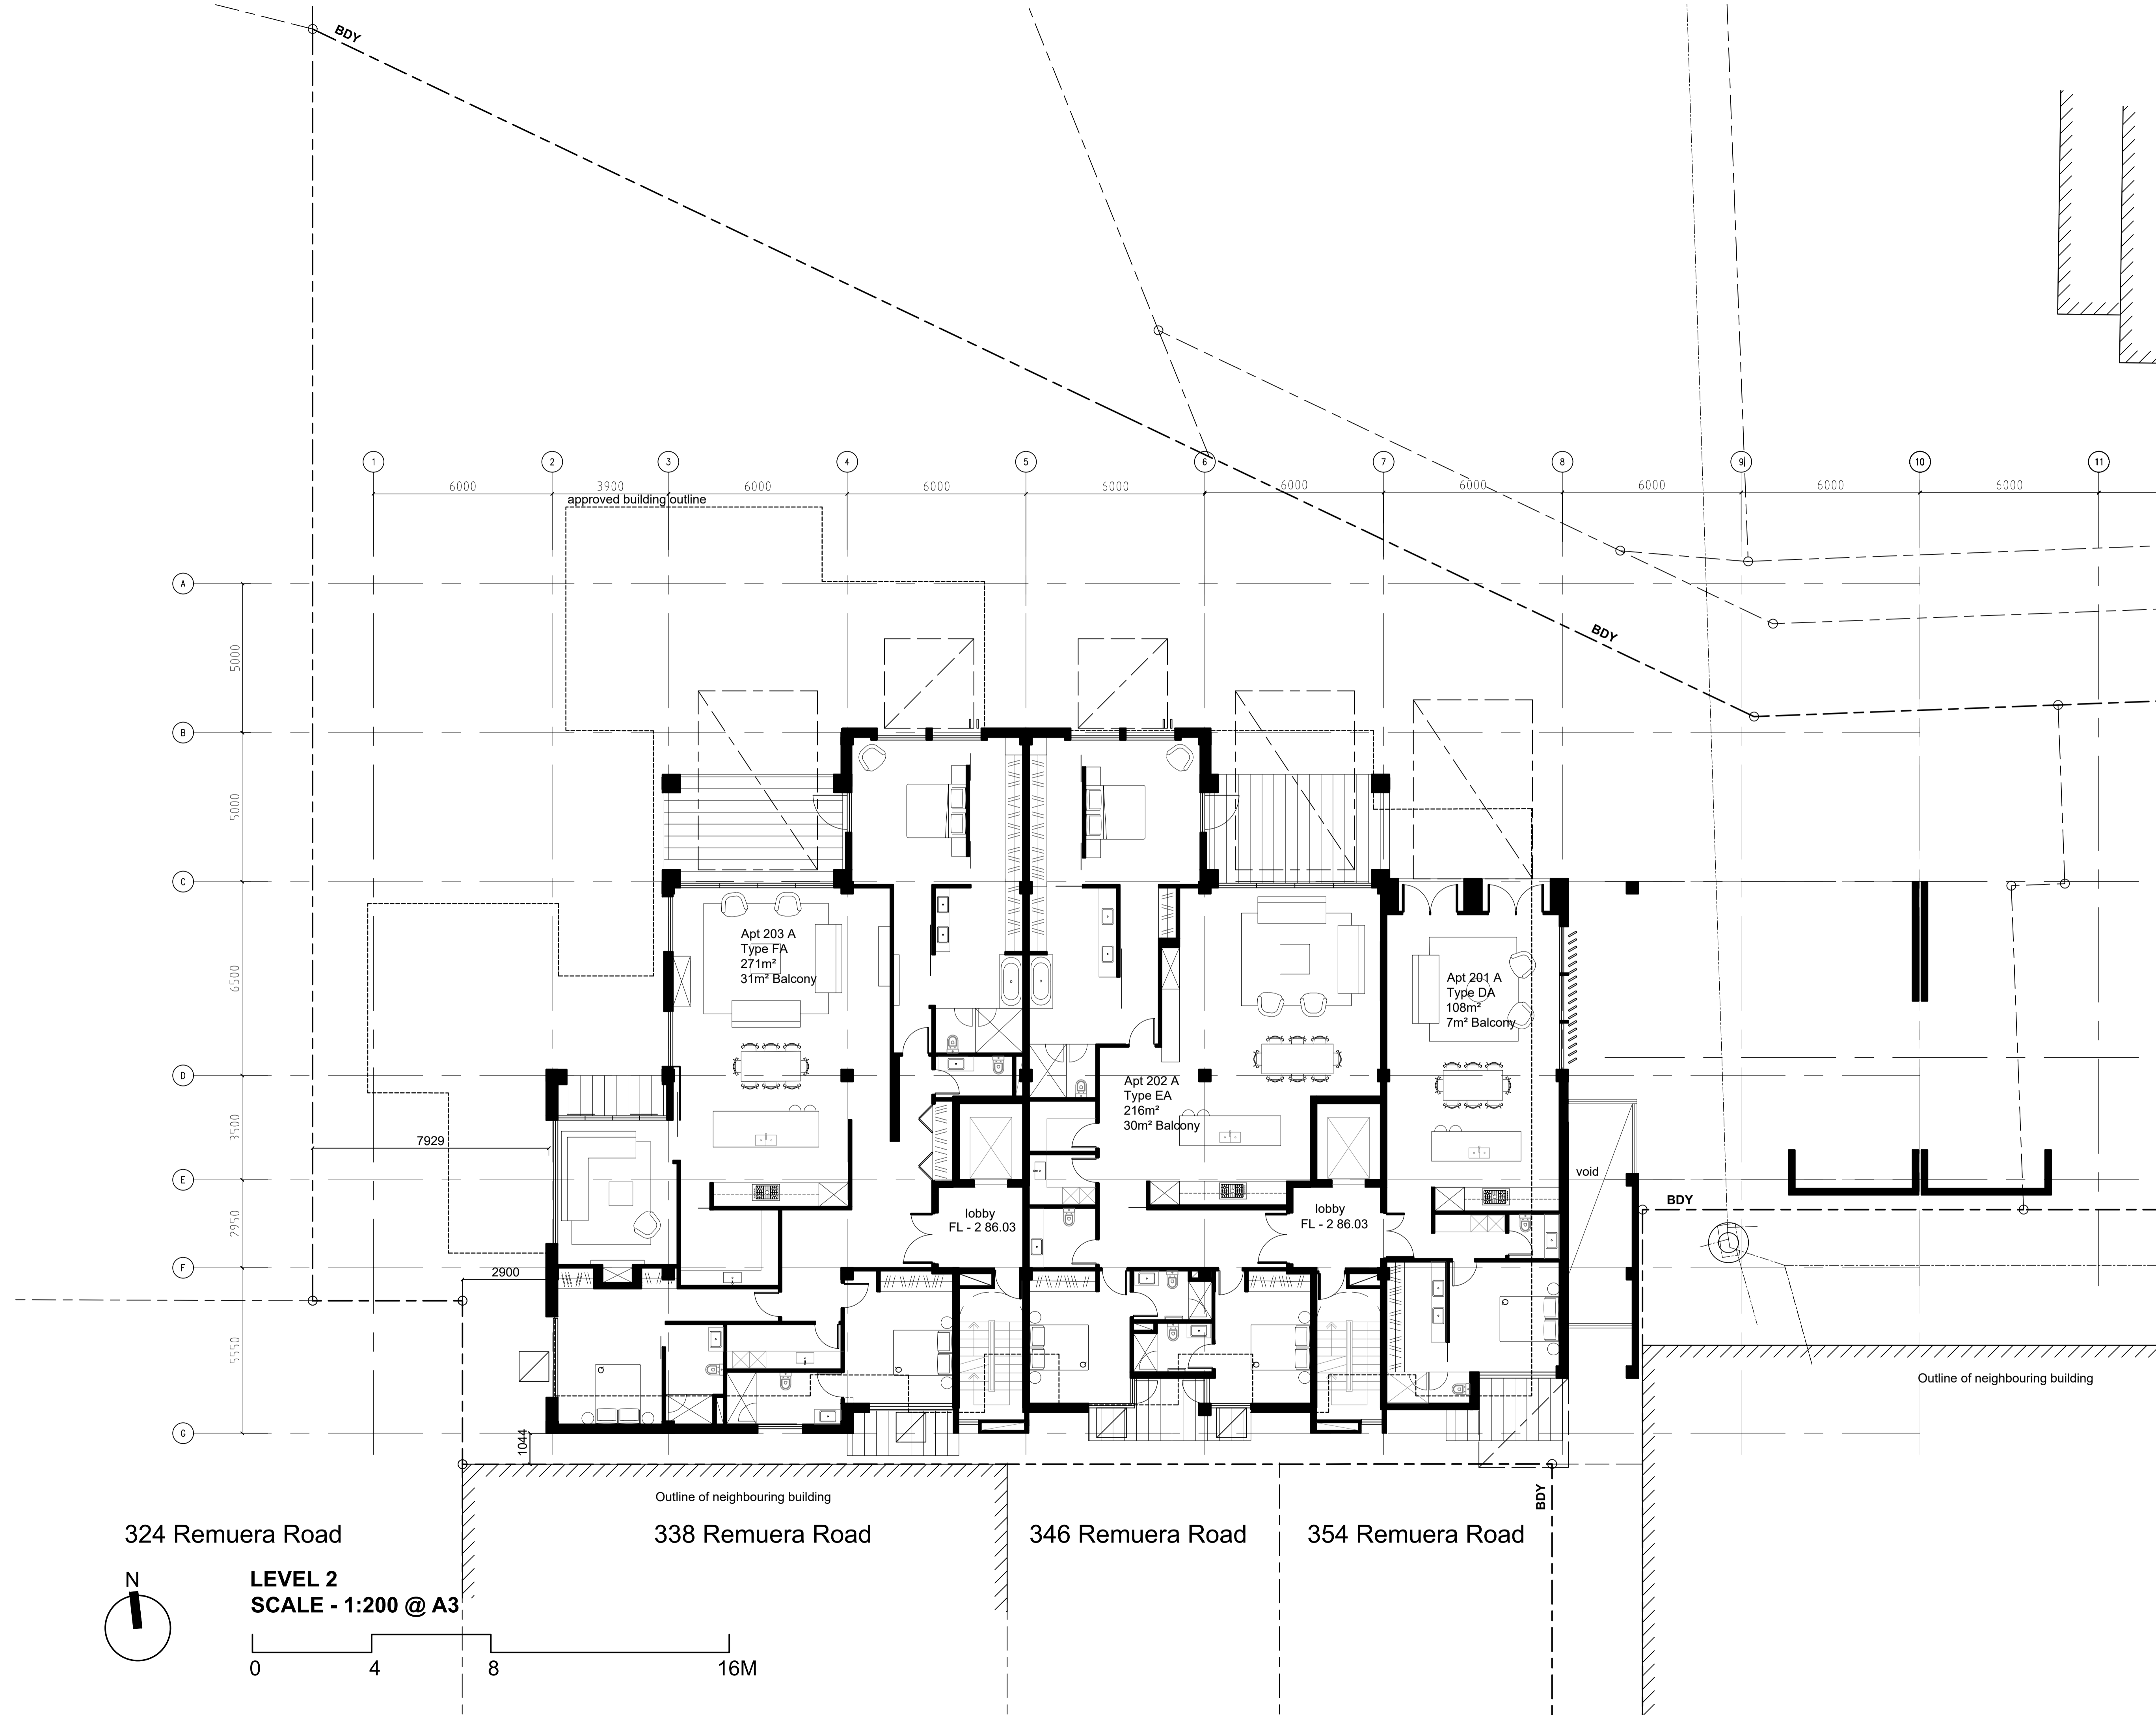 BDY
1
2
3
4
5
6
7
8
9
10
11
6000
3900
6000
6000
6000
6000
6000
6000
6000
6000
approved building outline
A
5000
BDY
B
5000
C
Apt 203 A
Type FA
271m²
31m² Balcony
Apt 201 A
Type DA
108m²
7m² Balcony
6500
D
Apt 202 A
Type EA
216m²
30m² Balcony
3500
7929
E
void
BDY
lobby
FL - 2 86.03
lobby
FL - 2 86.03
2950
F
2900
5550
Outline of neighbouring building
G
1044
Outline of neighbouring building
BDY
324 Remuera Road
338 Remuera Road
346 Remuera Road
354 Remuera Road
N
LEVEL 2
SCALE - 1:200 @ A3
0
4
8
16M